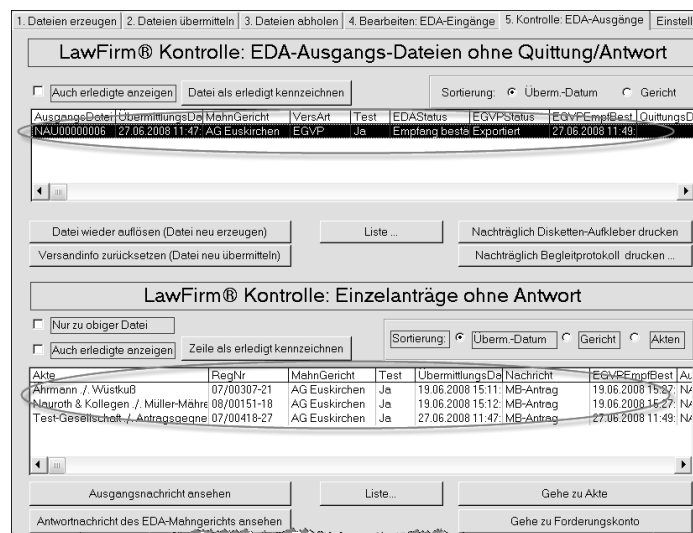 1. Dateien erzeugen 2. Dateien übermitteln 3. Dateien abholen 4. Bearbeiten: EDA-Eingänge 5. Kontrolle: EDA-Ausgänge Einstell
LawFirm® Kontrolle: EDA-Ausgangs-Dateien ohne Quittung/Antwort
Auch erledigte anzeigen Datei als erledigt kennzeichnen Sortierung: Überm.-Datum Gericht
AusgangsDatei ÜbermittlungsDa MahnGericht VersArt Test EDAStatus EGVPStatus EGVPEmpfBest QuittungsD
NAU00000006 27.06.2008 11:47: AG Euskirchen EGVP Ja Empfang bestä Exportiert 27.06.2008 11:49:
Datei wieder auflösen (Datei neu erzeugen) Liste ... Nachträglich Disketten-Aufkleber drucken
Versandinfo zurücksetzen (Datei neu übermitteln) Nachträglich Begleitprotokoll drucken ...
LawFirm® Kontrolle: Einzelanträge ohne Antwort
Nur zu obiger Datei
Auch erledigte anzeigen Zeile als erledigt kennzeichnen Sortierung: Überm.-Datum Gericht Akten
Akte RegNr MahnGericht Test ÜbermittlungsDa Nachricht EGVPEmpfBest Au
Ährmann ./. Wüstkuß 07/00307-21 AG Euskirchen Ja 19.06.2008 15:11: MB-Antrag 19.06.2008 15:27: NA
Nauroth & Kollegen ./. Müller-Mähre 08/00151-18 AG Euskirchen Ja 19.06.2008 15:12: MB-Antrag 19.06.2008 15:27: NA
Test-Gesellschaft ./. Antragsgegne 07/00418-27 AG Euskirchen Ja 27.06.2008 11:47: MB-Antrag 27.06.2008 11:49: NA
Ausgangsnachricht ansehen Liste... Gehe zu Akte
Antwortnachricht des EDA-Mahngerichts ansehen Gehe zu Forderungskonto